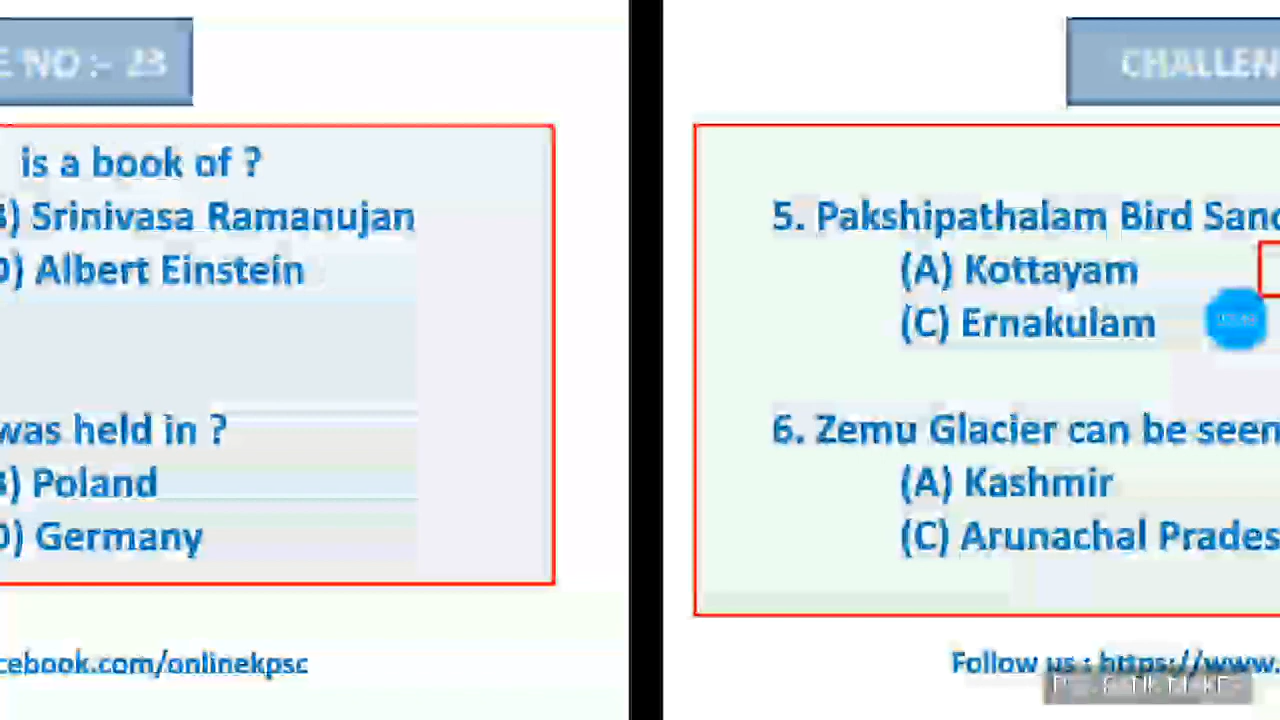 E NO :- 23
is a book of ?
) Srinivasa Ramanujan
) Albert Einstein
was held in ?
) Poland
) Germany
cebook.com/onlinekpsc
CHALLEN
5. Pakshipathalam Bird Sanc
(A) Kottayam
(C) Ernakulam
6. Zemu Glacier can be seen
(A) Kashmir
(C) Arunachal Prades
Follow us : https://www.